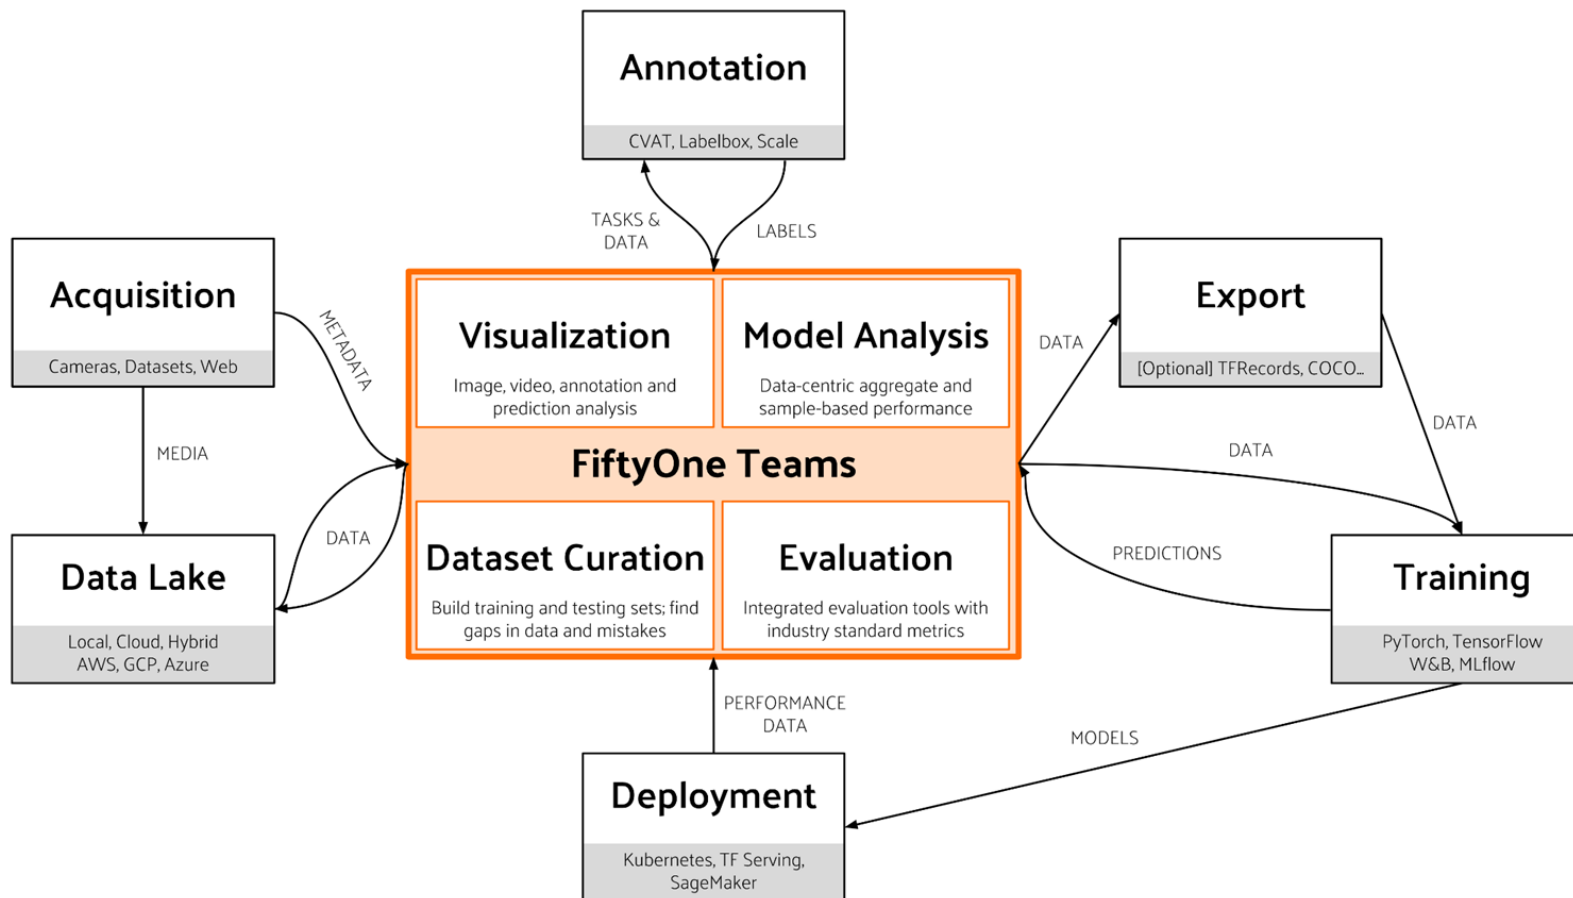 Annotation
CVAT, Labelbox, Scale
TASKS &
DATA
LABELS
Acquisition
Cameras, Datasets, Web
METADATA
MEDIA
Data Lake
Local, Cloud, Hybrid
AWS, GCP, Azure
DATA
Visualization
Image, video, annotation and
prediction analysis
Model Analysis
Data-centric aggregate and
sample-based performance
FiftyOne Teams
Dataset Curation
Build training and testing sets; find
gaps in data and mistakes
Evaluation
Integrated evaluation tools with
industry standard metrics
DATA
Export
[Optional] TFRecords, COCO...
DATA
DATA
PREDICTIONS
Training
PyTorch, TensorFlow
W&B, MLflow
MODELS
PERFORMANCE
DATA
Deployment
Kubernetes, TF Serving,
SageMaker